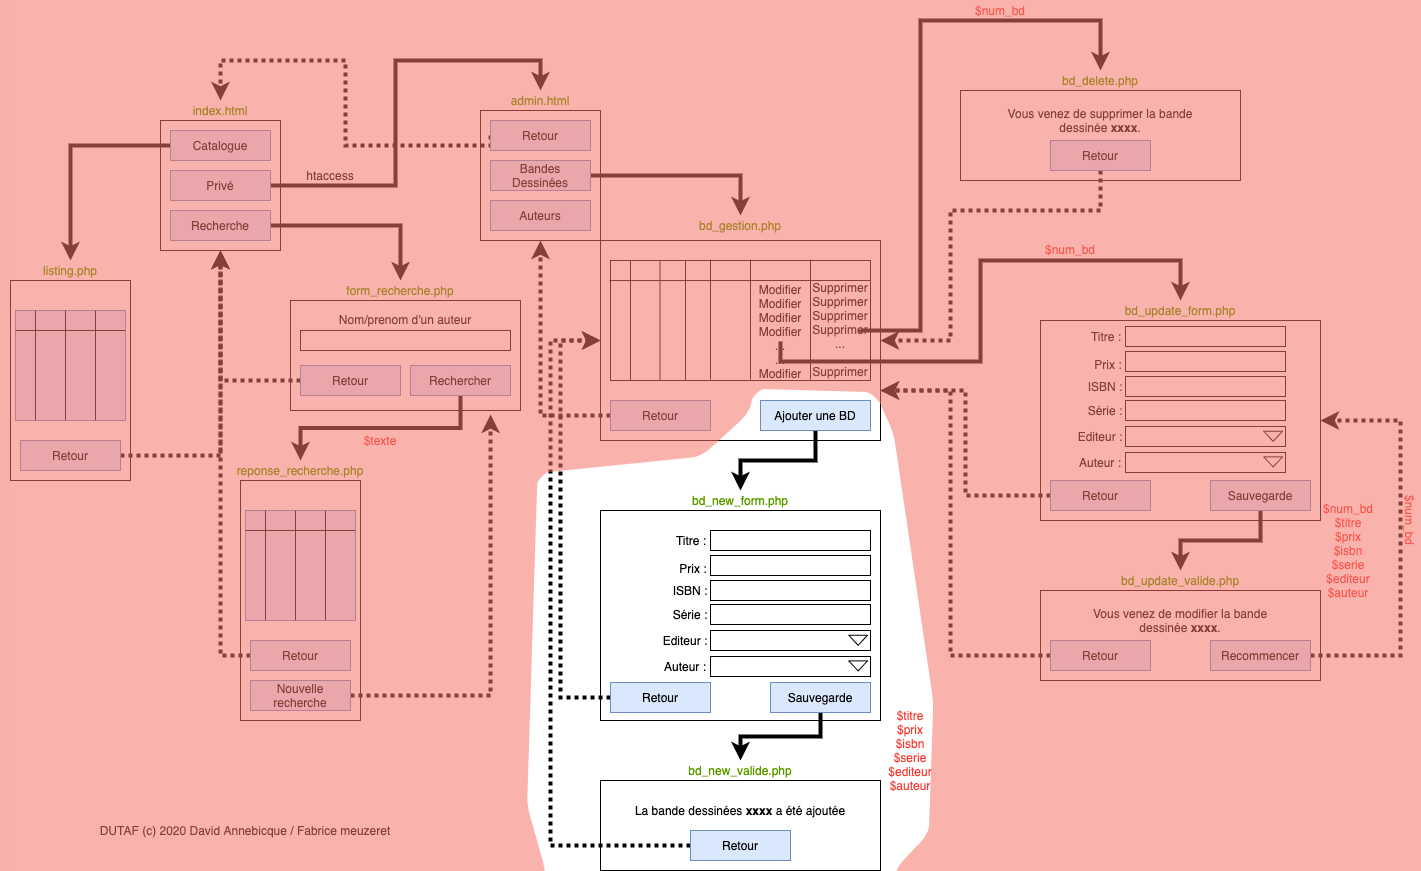 $num_bd
bd_delete.php
Vous venez de supprimer la bande
dessinée xxxx.
Retour
index.html
Catalogue
Privé
Recherche
htaccess
admin.html
Retour
Bandes
Dessinées
Auteurs
bd_gestion.php
Modifier
Modifier
Modifier
Modifier
...
Modifier
Supprimer
Supprimer
Supprimer
Supprimer
...
Supprimer
Retour
Ajouter une BD
listing.php
Retour
form_recherche.php
Nom/prenom d'un auteur
Retour
Rechercher
$texte
reponse_recherche.php
Retour
Nouvelle
recherche
$num_bd
bd_update_form.php
Titre :
Prix :
ISBN :
Série :
Editeur :
Auteur :
Retour
Sauvegarde
$num_bd
$titre
$prix
$isbn
$serie
$editeur
$auteur
$num_bd
bd_update_valide.php
Vous venez de modifier la bande
dessinée xxxx.
Retour
Recommencer
bd_new_form.php
Titre :
Prix :
ISBN :
Série :
Editeur :
Auteur :
Retour
Sauvegarde
$titre
$prix
$isbn
$serie
$editeur
$auteur
bd_new_valide.php
La bande dessinées xxxx a été ajoutée
Retour
DUTAF (c) 2020 David Annebicque / Fabrice meuzeret